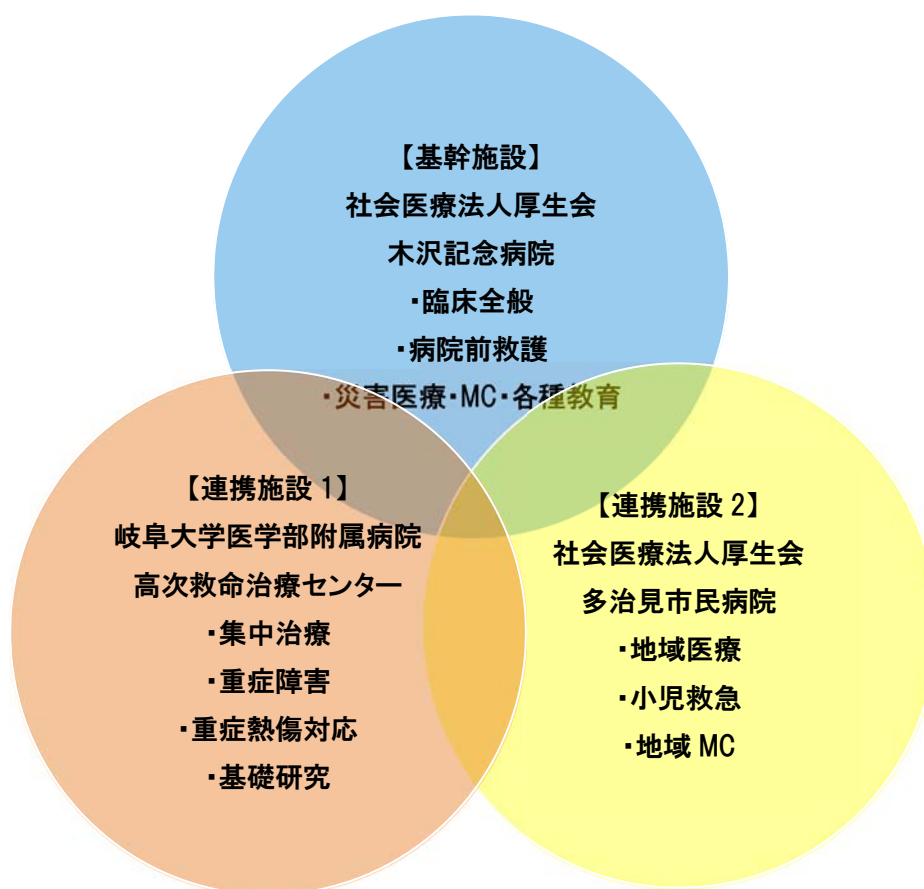 【基幹施設】
社会医療法人厚生会
木沢記念病院
・臨床全般
・病院前救護
・災害医療・MC・各種教育
【連携施設 1】
岐阜大学医学部附属病院
高次救命治療センター
・集中治療
・重症障害
・重症熱傷対応
・基礎研究
【連携施設 2】
社会医療法人厚生会
多治見市民病院
・地域医療
・小児救急
・地域 MC